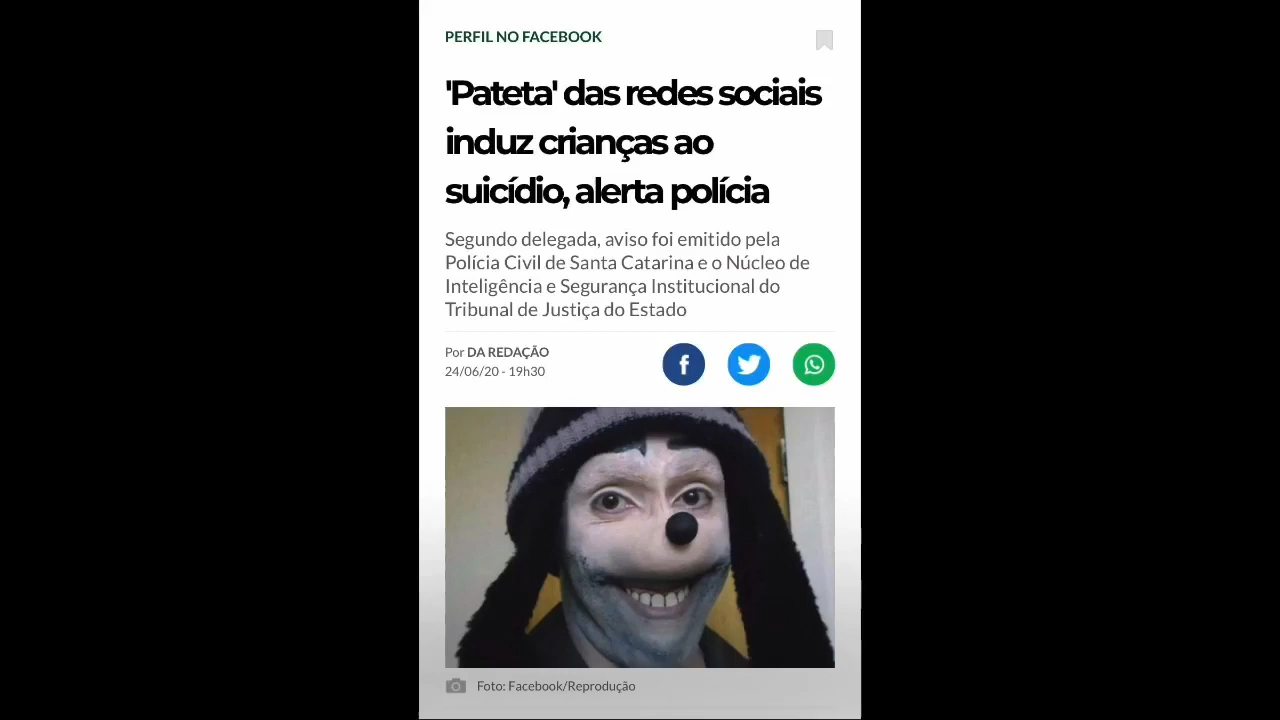 PERFIL NO FACEBOOK
'Pateta' das redes sociais
induz crianças ao
suicídio, alerta polícia
Segundo delegada, aviso foi emitido pela
Polícia Civil de Santa Catarina e o Núcleo de
Inteligência e Segurança Institucional do
Tribunal de Justiça do Estado
Por DA REDAÇÃO
24/06/20 - 19h30
Foto: Facebook/Reprodução